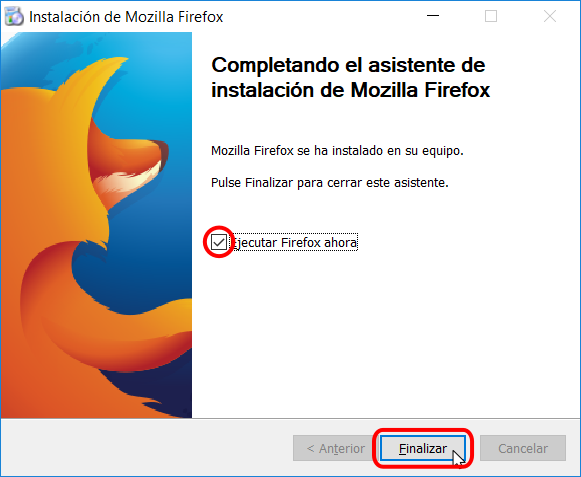 Instalación de Mozilla Firefox
Completando el asistente de
instalación de Mozilla Firefox
Mozilla Firefox se ha instalado en su equipo.
Pulse Finalizar para cerrar este asistente.
Ejecutar Firefox ahora
< Anterior
Finalizar
Cancelar